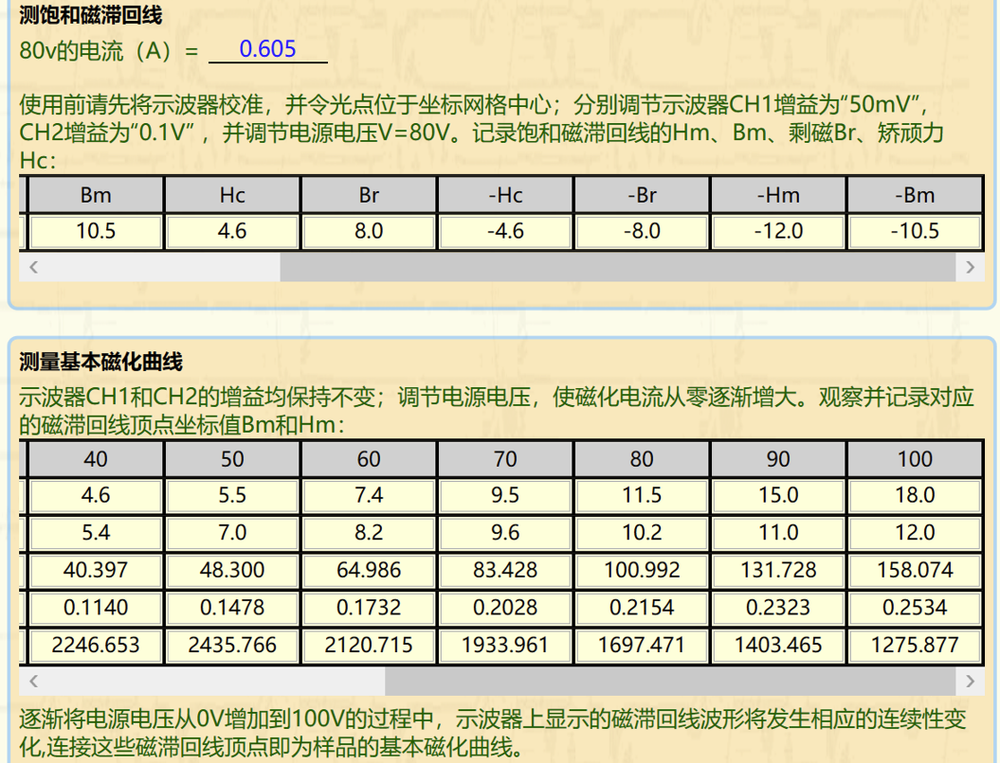 测饱和磁滞回线
80v的电流（A）= 0.605
使用前请先将示波器校准，并令光点位于坐标网格中心；分别调节示波器CH1增益为“50mV”，
CH2增益为“0.1V”，并调节电源电压V=80V。记录饱和磁滞回线的Hm、Bm、剩磁Br、矫顽力
Hc：
Bm Hc Br -Hc -Br -Hm -Bm
10.5 4.6 8.0 -4.6 -8.0 -12.0 -10.5
测量基本磁化曲线
示波器CH1和CH2的增益均保持不变；调节电源电压，使磁化电流从零逐渐增大。观察并记录对应
的磁滞回线顶点坐标值Bm和Hm：
40 50 60 70 80 90 100
4.6 5.5 7.4 9.5 11.5 15.0 18.0
5.4 7.0 8.2 9.6 10.2 11.0 12.0
40.397 48.300 64.986 83.428 100.992 131.728 158.074
0.1140 0.1478 0.1732 0.2028 0.2154 0.2323 0.2534
2246.653 2435.766 2120.715 1933.961 1697.471 1403.465 1275.877
逐渐将电源电压从0V增加到100V的过程中，示波器上显示的磁滞回线波形将发生相应的连续性变
化,连接这些磁滞回线顶点即为样品的基本磁化曲线。